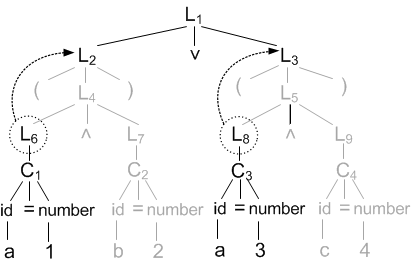 L1
L2 v L3
( L4 ) ( L5 )
L6 ^ L7 L8 ^ L9
C1 C2 C3 C4
id = number id = number id = number id = number
a 1 b 2 a 3 c 4